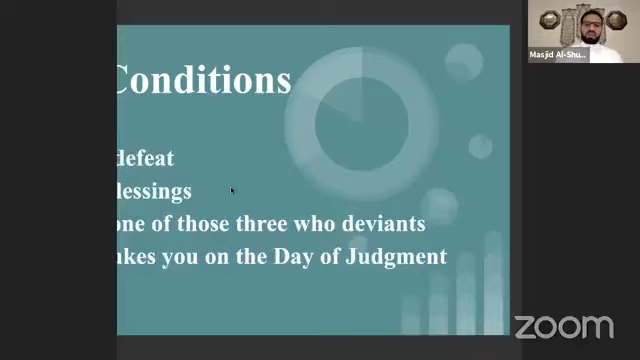 Conditions
defeat
lessings
one of those three who deviants
akes you on the Day of Judgment
Masjid Al-Shu...
zoom